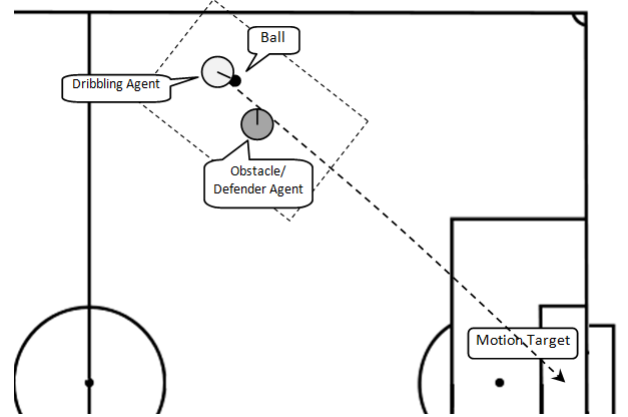 Ball
Dribbling Agent
Obstacle/
Defender Agent
Motion Target